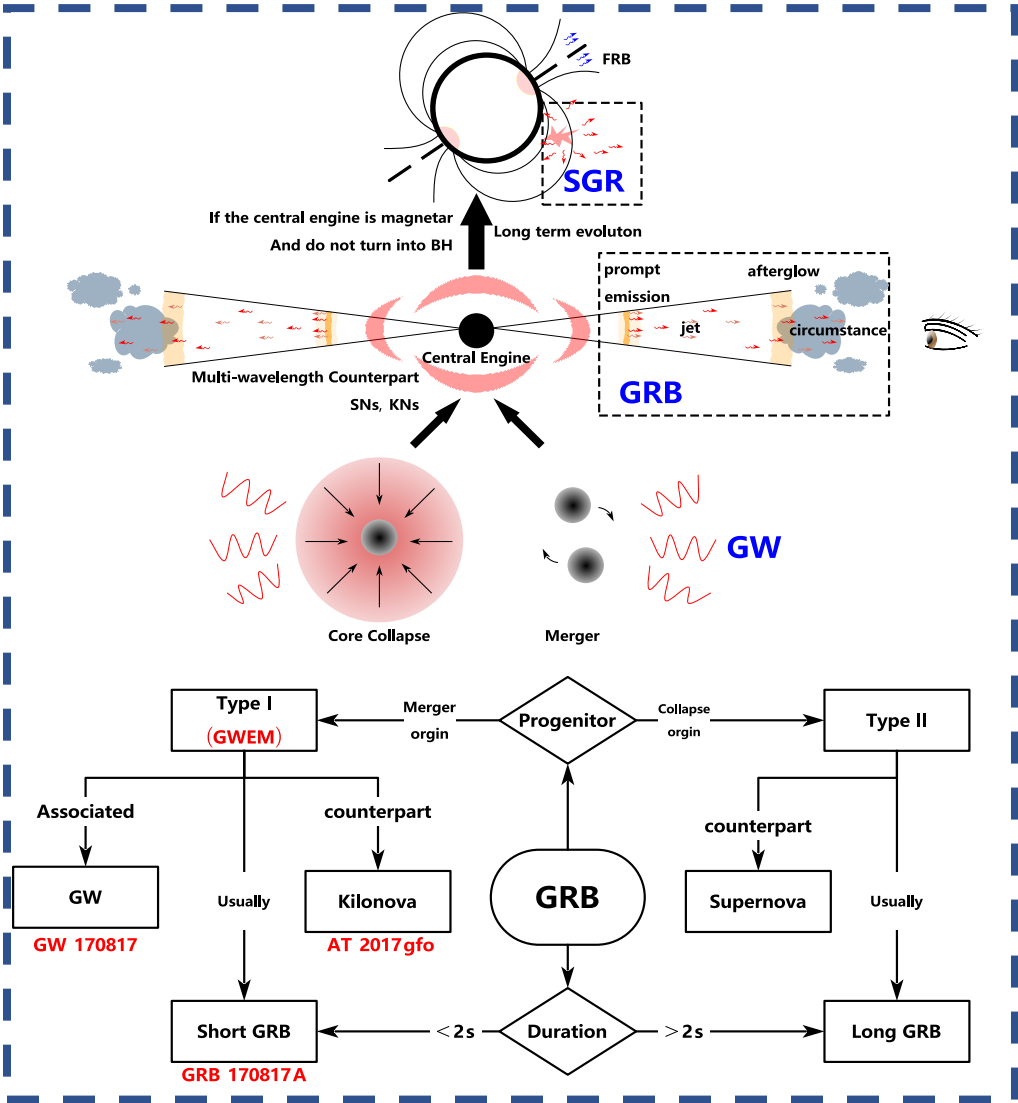 FRB
SGR
If the central engine is magnetar
And do not turn into BH
Long term evoluton
prompt
emission
afterglow
jet
circumstance
Central Engine
Multi-wavelength Counterpart
SNs, KNs
GRB
GW
Core Collapse
Merger
Type I
(GWEM)
Merger
orgin
Progenitor
Collapse
orgin
Type II
Associated
counterpart
counterpart
GW
Usually
Kilonova
GRB
Supernova
Usually
GW 170817
AT 2017gfo
Short GRB
<2s
Duration
>2s
Long GRB
GRB 170817A